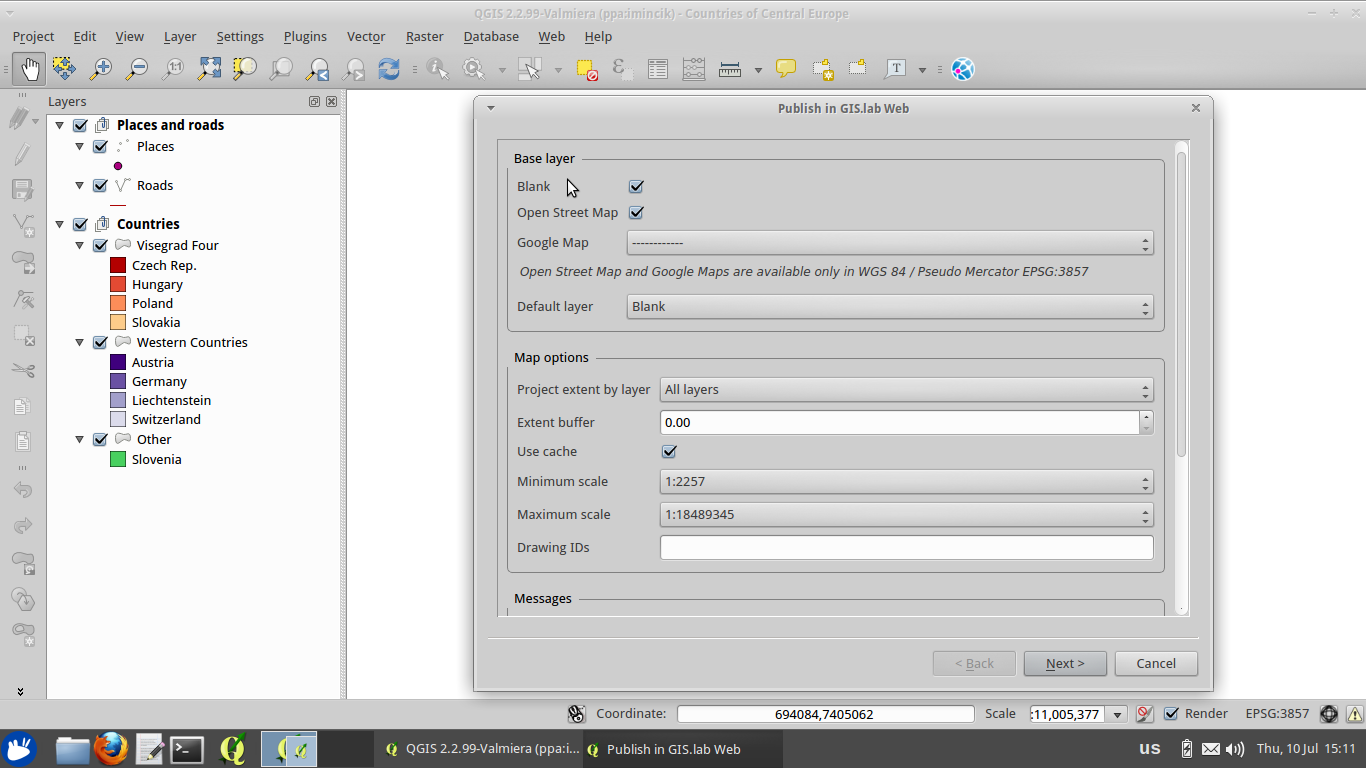 QGIS 2.2.99-Valmiera (ppa:imincik) - Countries of Central Europe
Project Edit View Layer Settings Plugins Vector Raster Database Web Help
1:1
T
Layers
Places and roads
Places
Roads
Countries
Visegrad Four
Czech Rep.
Hungary
Poland
Slovakia
Western Countries
Austria
Germany
Liechtenstein
Switzerland
Other
Slovenia
Publish in GIS.lab Web
Base layer
Blank
Open Street Map
Google Map ------------
Open Street Map and Google Maps are available only in WGS 84 / Pseudo Mercator EPSG:3857
Default layer Blank
Map options
Project extent by layer All layers
Extent buffer 0.00
Use cache
Minimum scale 1:2257
Maximum scale 1:18489345
Drawing IDs
Messages
< Back Next > Cancel
Coordinate: 694084,7405062 Scale :11,005,377 Render EPSG:3857
QGIS 2.2.99-Valmiera (ppa:i... Publish in GIS.lab Web us Thu, 10 Jul 15:11